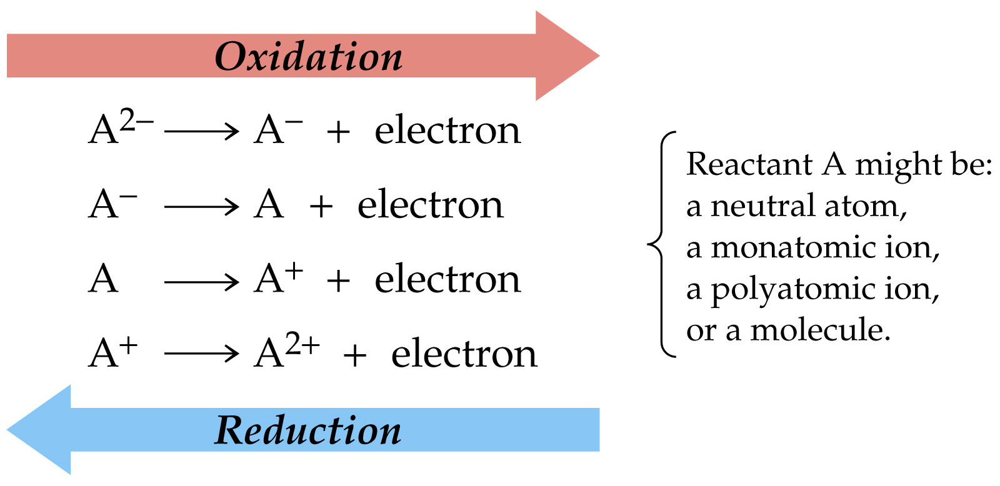 Oxidation
A²⁻ ⟶ A⁻ + electron
A⁻ ⟶ A + electron
A ⟶ A⁺ + electron
A⁺ ⟶ A²⁺ + electron
Reduction
Reactant A might be:
a neutral atom,
a monatomic ion,
a polyatomic ion,
or a molecule.